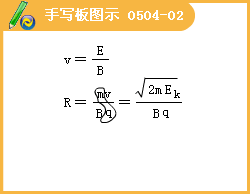 手写板图示 0504-02
v = E/B
R = mv/Bq = √(2mE_k)/Bq